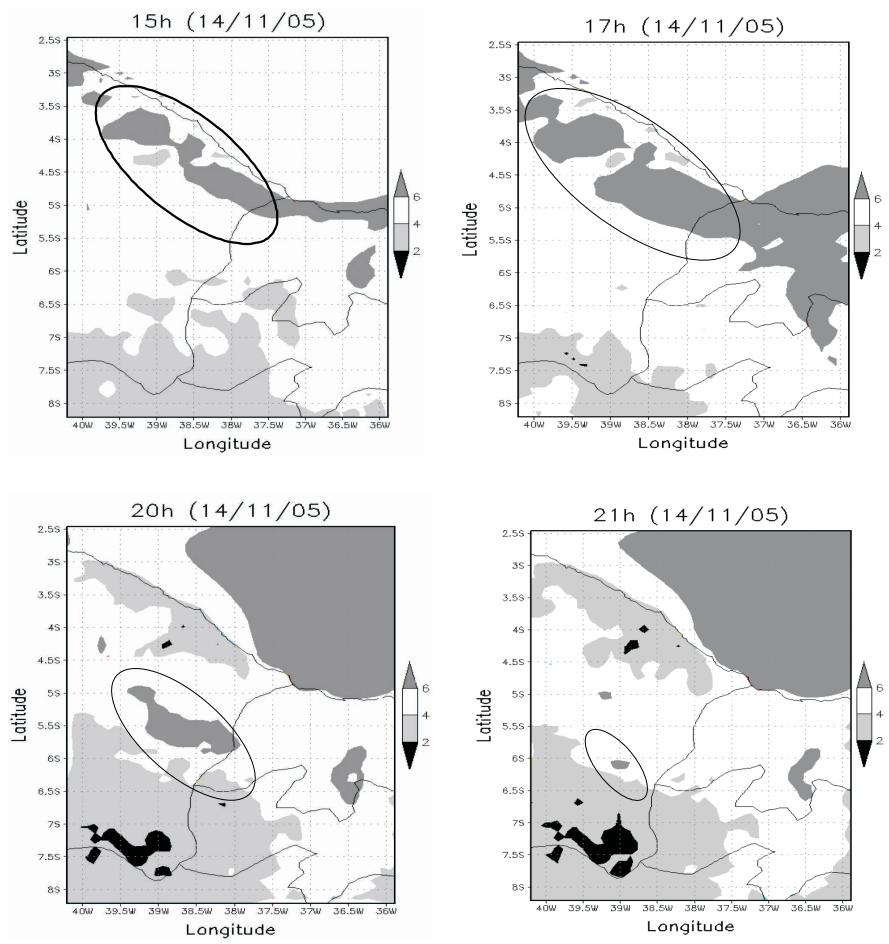 15h (14/11/05)
2.5S
3S
3.5S
4S
4.5S
5S
5.5S
6S
6.5S
7S
7.5S
8S
Latitude
40W 39.5W 39W 38.5W 38W 37.5W 37W 36.5W 36W
Longitude
6
4
2
17h (14/11/05)
2.5S
3S
3.5S
4S
4.5S
5S
5.5S
6S
6.5S
7S
7.5S
8S
Latitude
40W 39.5W 39W 38.5W 38W 37.5W 37W 36.5W 36W
Longitude
6
4
2
20h (14/11/05)
2.5S
3S
3.5S
4S
4.5S
5S
5.5S
6S
6.5S
7S
7.5S
8S
Latitude
40W 39.5W 39W 38.5W 38W 37.5W 37W 36.5W 36W
Longitude
6
4
2
21h (14/11/05)
2.5S
3S
3.5S
4S
4.5S
5S
5.5S
6S
6.5S
7S
7.5S
8S
Latitude
40W 39.5W 39W 38.5W 38W 37.5W 37W 36.5W 36W
Longitude
6
4
2